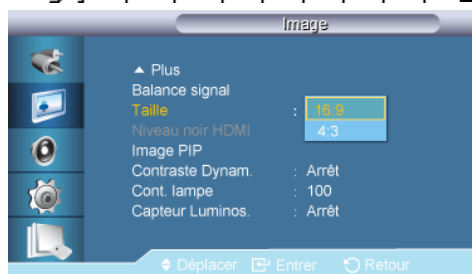 Image
▲ Plus
Balance signal
Taille : 16:9
4:3
Niveau noir HDMI
Image PIP
Contraste Dynam. : Arrêt
Cont. lampe : 100
Capteur Luminos. : Arrêt
Déplacer Entrer Retour